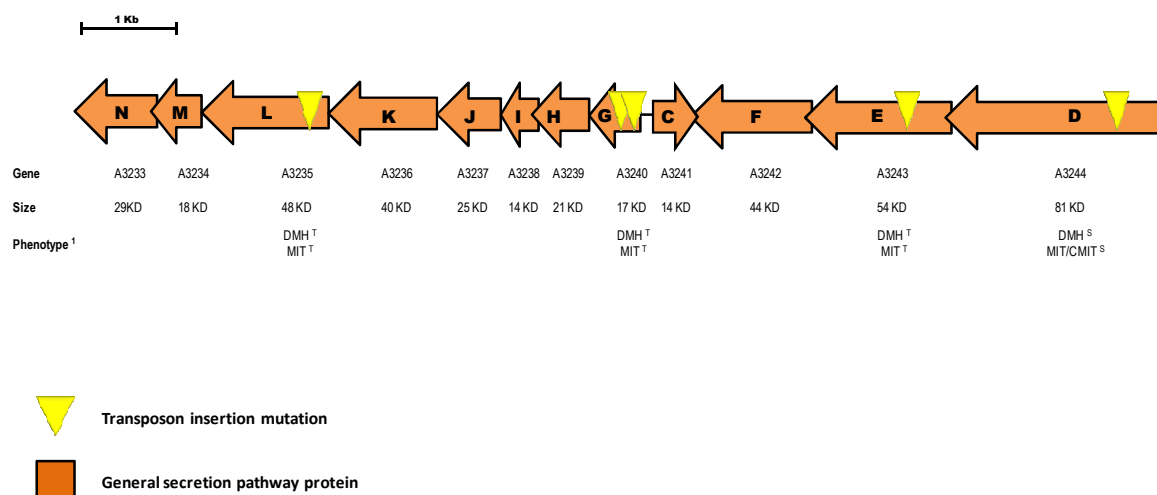 1 Kb
N M L K J I H G C F E D
Gene A3233 A3234 A3235 A3236 A3237 A3238 A3239 A3240 A3241 A3242 A3243 A3244
Size 29KD 18 KD 48 KD 40 KD 25 KD 14 KD 21 KD 17 KD 14 KD 44 KD 54 KD 81 KD
Phenotype 1 DMH T DMH T DMH T DMH S
MIT T MIT T MIT T MIT/CMIT S
Transposon insertion mutation
General secretion pathway protein